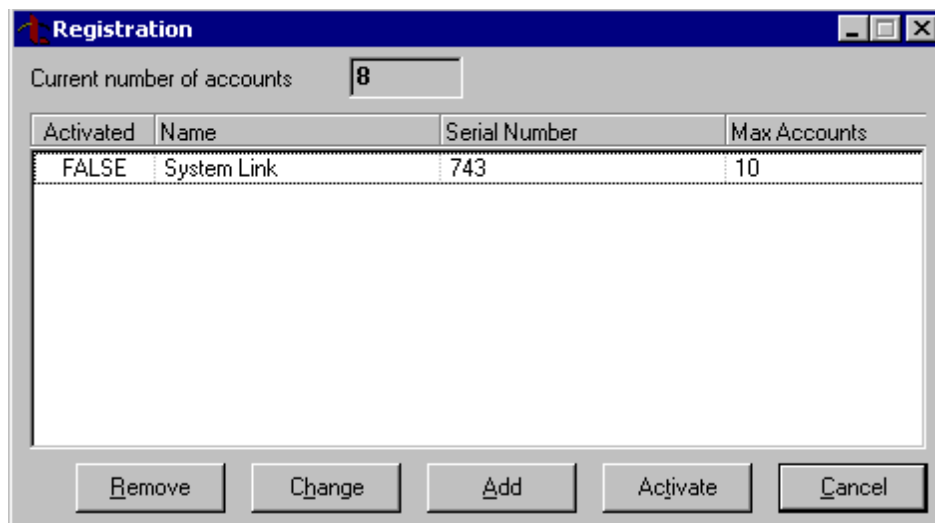 Registration
Current number of accounts 8
Activated Name Serial Number Max Accounts
FALSE System Link 743 10
Remove Change Add Activate Cancel